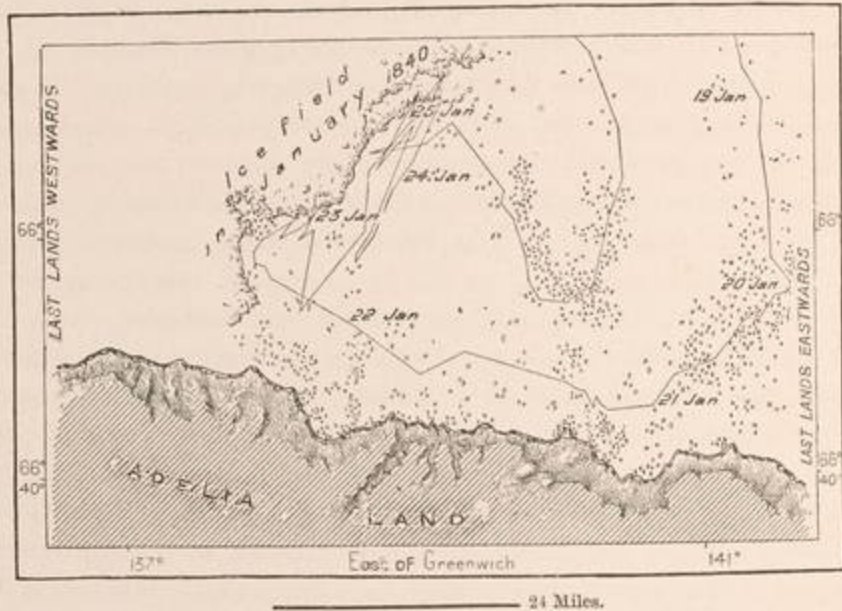 Ice Field
in January 1840
LAST LANDS WESTWARDS
19 Jan
25 Jan
24 Jan
23 Jan
66°
66°
20 Jan
22 Jan
21 Jan
LAST LANDS EASTWARDS
66°
40'
66°
40'
ADELIA
LAND
137°
East of Greenwich
141°
24 Miles.